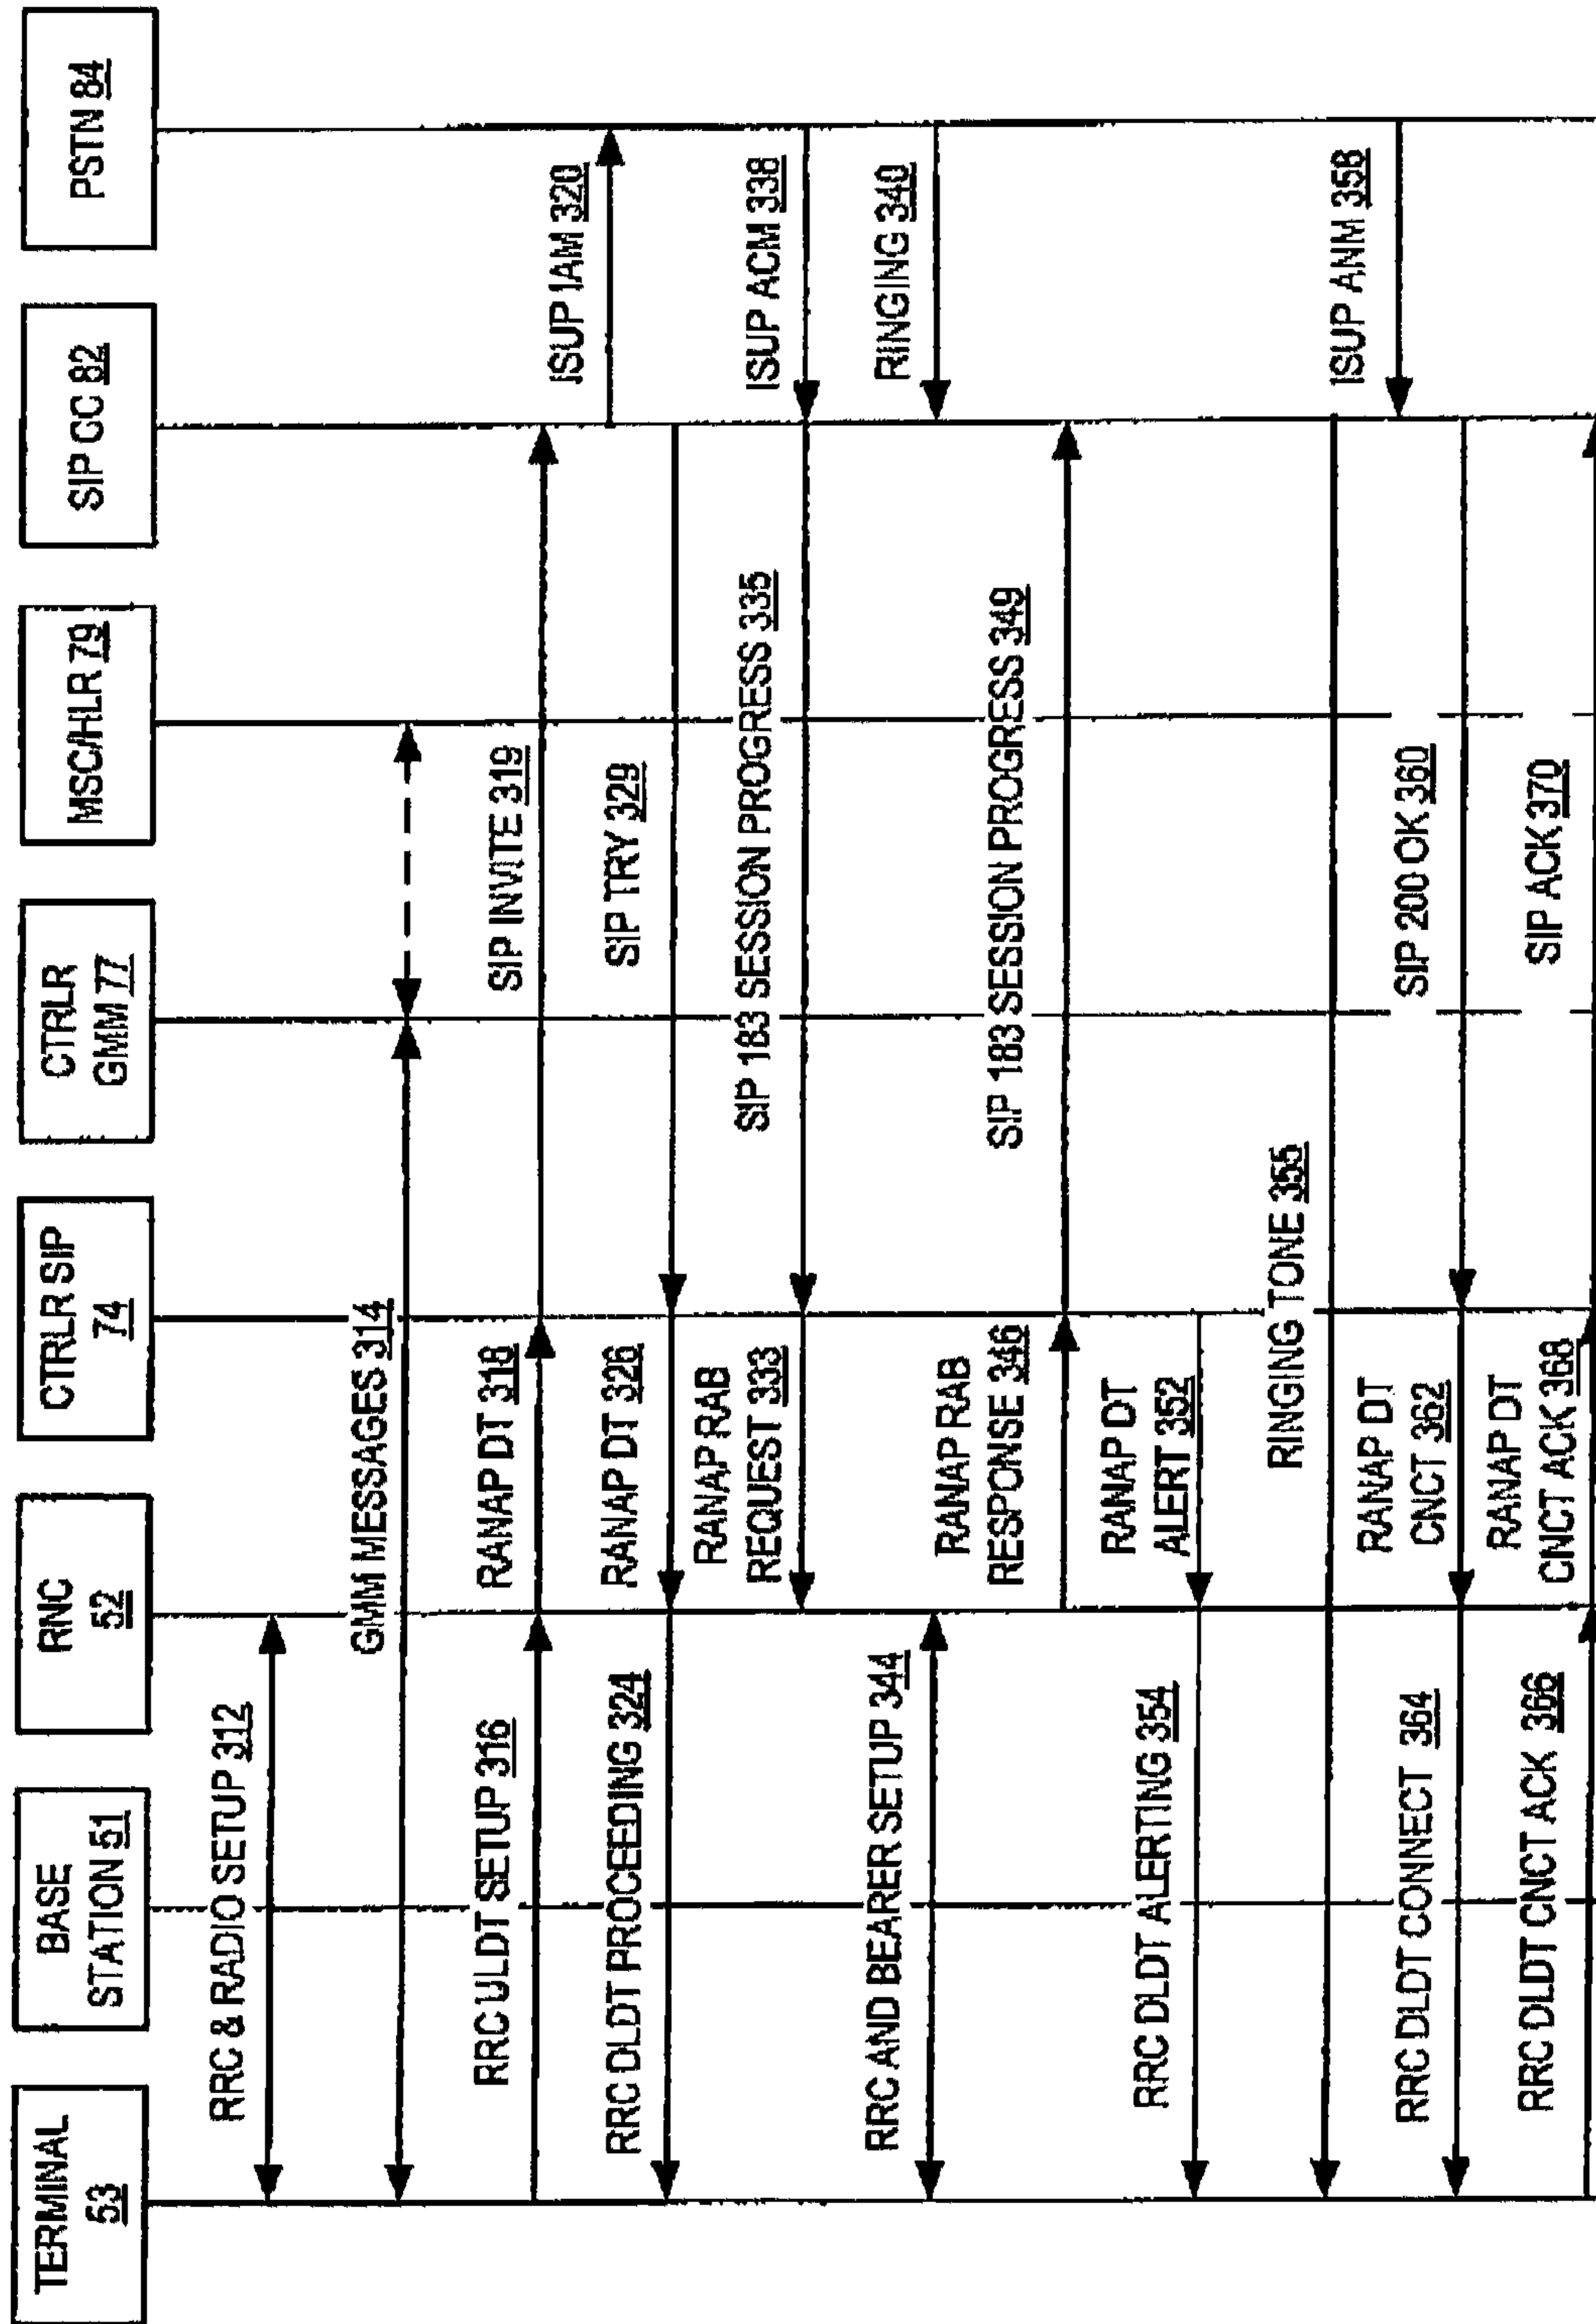 TERMINAL
53
BASE
STATION 51
RNC
52
CTRLR SIP
74
CTRLR
GMM 77
MSC/HLR 79
SIP GC 82
PSTN 84
RRC & RADIO SETUP 312
GMM MESSAGES 314
RRC ULDT SETUP 316
RANAP DT 318
SIP INVITE 319
ISUP IAM 320
RRC DLDT PROCEEDING 324
RANAP DT 326
SIP TRY 329
RANAP RAB
REQUEST 333
SIP 183 SESSION PROGRESS 335
ISUP ACM 338
RINGING 340
RRC AND BEARER SETUP 344
RANAP RAB
RESPONSE 346
SIP 183 SESSION PROGRESS 349
RANAP DT
ALERT 352
RRC DLDT ALERTING 354
RINGING TONE 355
ISUP ANM 358
SIP 200 OK 360
RANAP DT
CNCT 362
RRC DLDT CONNECT 364
RRC DLDT CNCT ACK 366
RANAP DT
CNCT ACK 368
SIP ACK 370